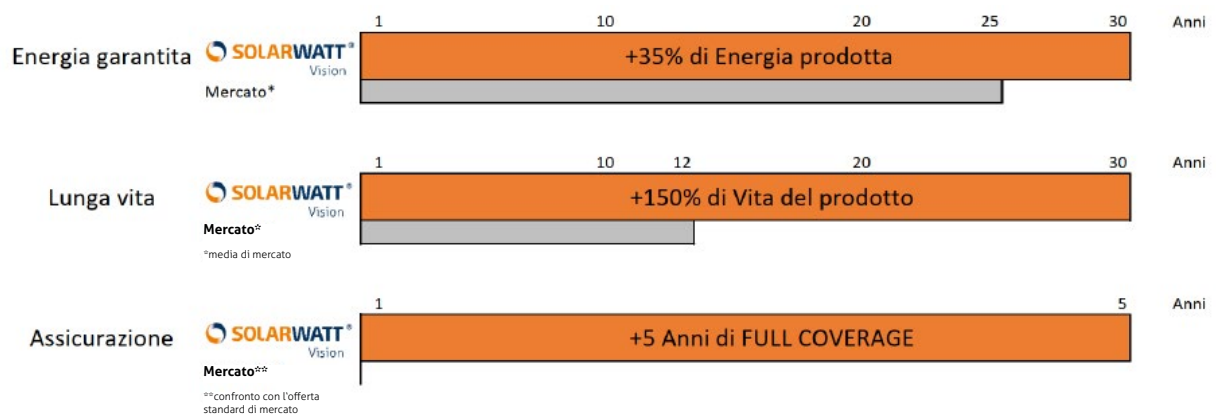 1 10 20 25 30 Anni
Energia garantita SOLARWATT® +35% di Energia prodotta
Vision
Mercato*
1 10 12 20 30 Anni
Lunga vita SOLARWATT® +150% di Vita del prodotto
Vision
Mercato*
*media di mercato
1 5 Anni
Assicurazione SOLARWATT® +5 Anni di FULL COVERAGE
Vision
Mercato**
**confronto con l'offerta
standard di mercato